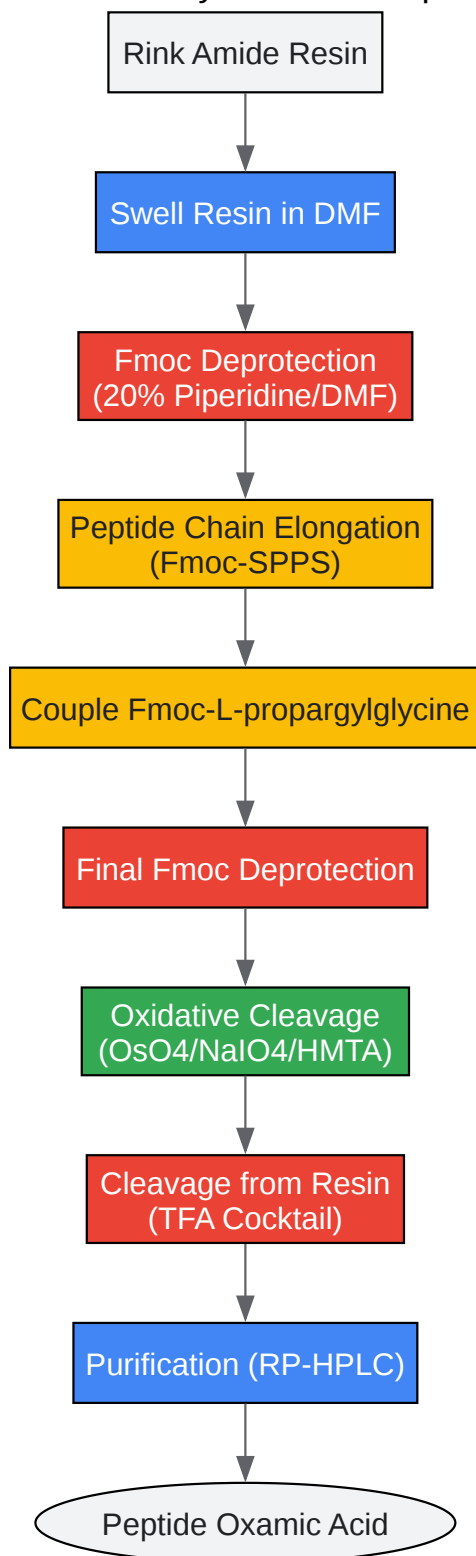 Rink Amide Resin
Swell Resin in DMF
Fmoc Deprotection
(20% Piperidine/DMF)
Peptide Chain Elongation
(Fmoc-SPPS)
Couple Fmoc-L-propargylglycine
Final Fmoc Deprotection
Oxidative Cleavage
(OsO4/NaIO4/HMTA)
Cleavage from Resin
(TFA Cocktail)
Purification (RP-HPLC)
Peptide Oxamic Acid